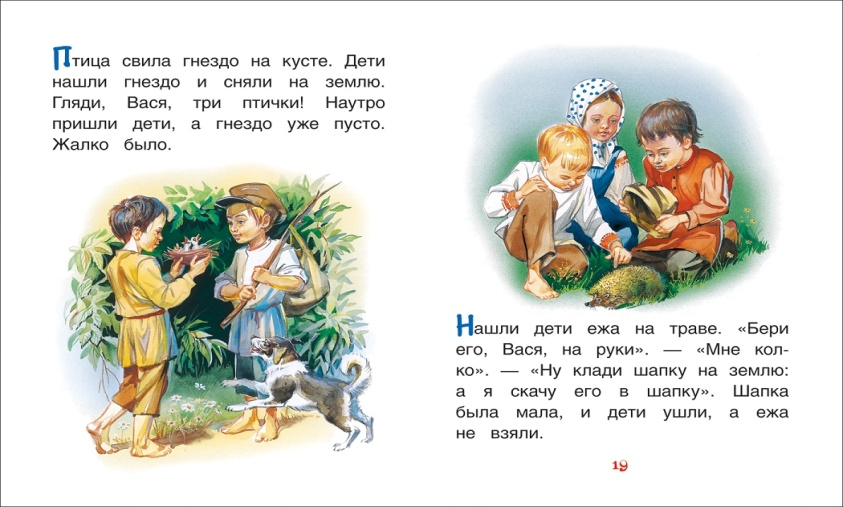 Птица свила гнездо на кусте. Дети
нашли гнездо и сняли на землю.
Гляди, Вася, три птички! Наутро
пришли дети, а гнездо уже пусто.
Жалко было.
Нашли дети ежа на траве. «Бери
его, Вася, на руки». — «Мне кол-
ко». — «Ну клади шапку на землю:
а я скачу его в шапку». Шапка
была мала, и дети ушли, а ежа
не взяли.
19